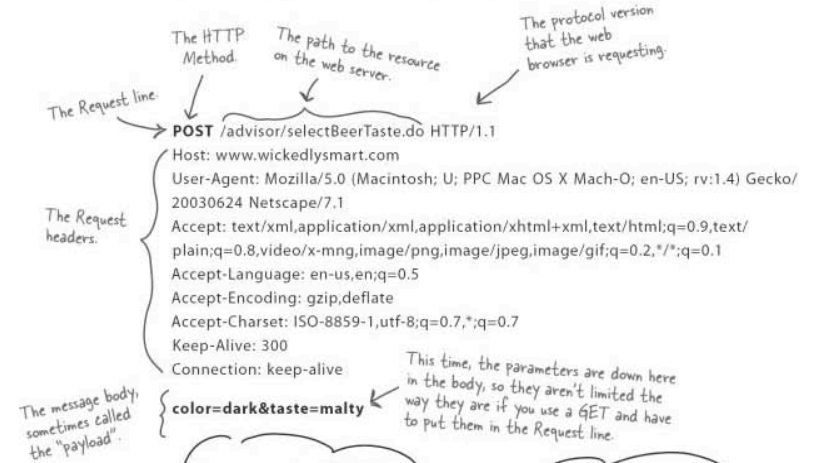 The HTTP
Method.
The path to the resource
on the web server.
The protocol version
that the web
browser is requesting.
The Request line.
POST /advisor/selectBeerTaste.do HTTP/1.1
Host: www.wickedlysmart.com
User-Agent: Mozilla/5.0 (Macintosh; U; PPC Mac OS X Mach-O; en-US; rv:1.4) Gecko/
20030624 Netscape/7.1
Accept: text/xml,application/xml,application/xhtml+xml,text/html;q=0.9,text/
plain;q=0.8,video/x-mng,image/png,image/jpeg,image/gif;q=0.2,*/*;q=0.1
Accept-Language: en-us,en;q=0.5
Accept-Encoding: gzip,deflate
Accept-Charset: ISO-8859-1,utf-8;q=0.7,*;q=0.7
Keep-Alive: 300
Connection: keep-alive
The Request
headers.
color=dark&taste=malty
The message body,
sometimes called
the "payload".
This time, the parameters are down here
in the body, so they aren't limited the
way they are if you use a GET and have
to put them in the Request line.